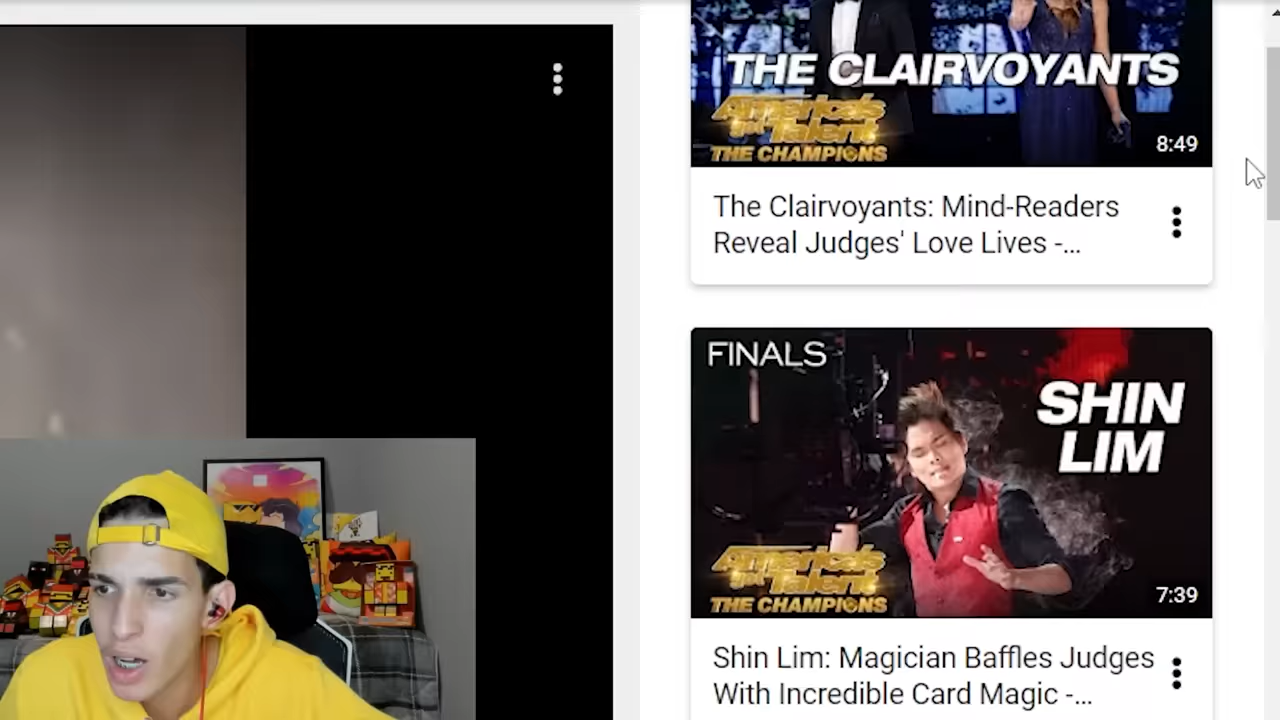 THE CLAIRVOYANTS
America's
got Talent
THE CHAMPIONS
8:49
The Clairvoyants: Mind-Readers
Reveal Judges' Love Lives -...
FINALS
SHIN
LIM
America's
got Talent
THE CHAMPIONS
7:39
Shin Lim: Magician Baffles Judges
With Incredible Card Magic -...